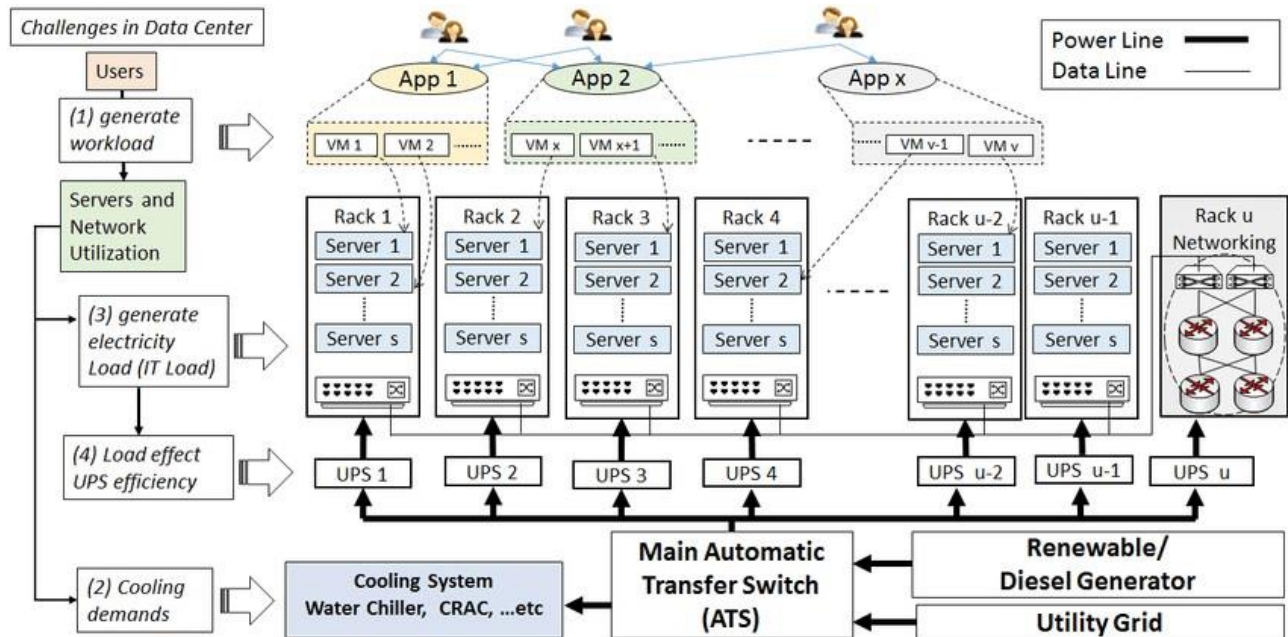 Challenges in Data Center
Users
(1) generate
workload
Servers and
Network
Utilization
(3) generate
electricity
Load (IT Load)
(4) Load effect
UPS efficiency
(2) Cooling
demands
App 1
App 2
App x
Power Line
Data Line
VM 1
VM 2
......
VM x
VM x+1
......
......
VM v-1
VM v
Rack 1
Server 1
Server 2
Server s
Rack 2
Server 1
Server 2
Server s
Rack 3
Server 1
Server 2
Server s
Rack 4
Server 1
Server 2
Server s
Rack u-2
Server 1
Server 2
Server s
Rack u-1
Server 1
Server 2
Server s
Rack u
Networking
UPS 1
UPS 2
UPS 3
UPS 4
UPS u-2
UPS u-1
UPS u
Cooling System
Water Chiller, CRAC, ...etc
Main Automatic
Transfer Switch
(ATS)
Renewable/
Diesel Generator
Utility Grid